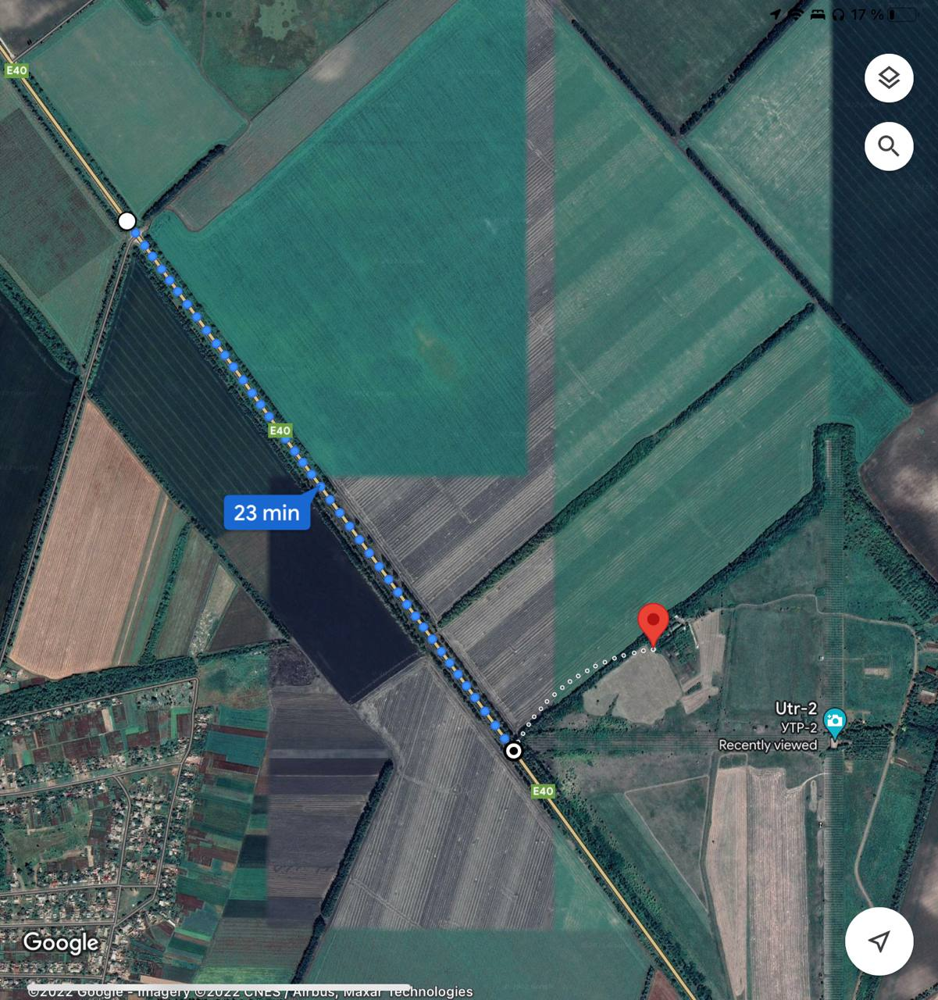 17 %
E40
E40
23 min
Utr-2
УТР-2
Recently viewed
E40
Google
©2022 Google - Imagery ©2022 CNES / Airbus, Maxar Technologies